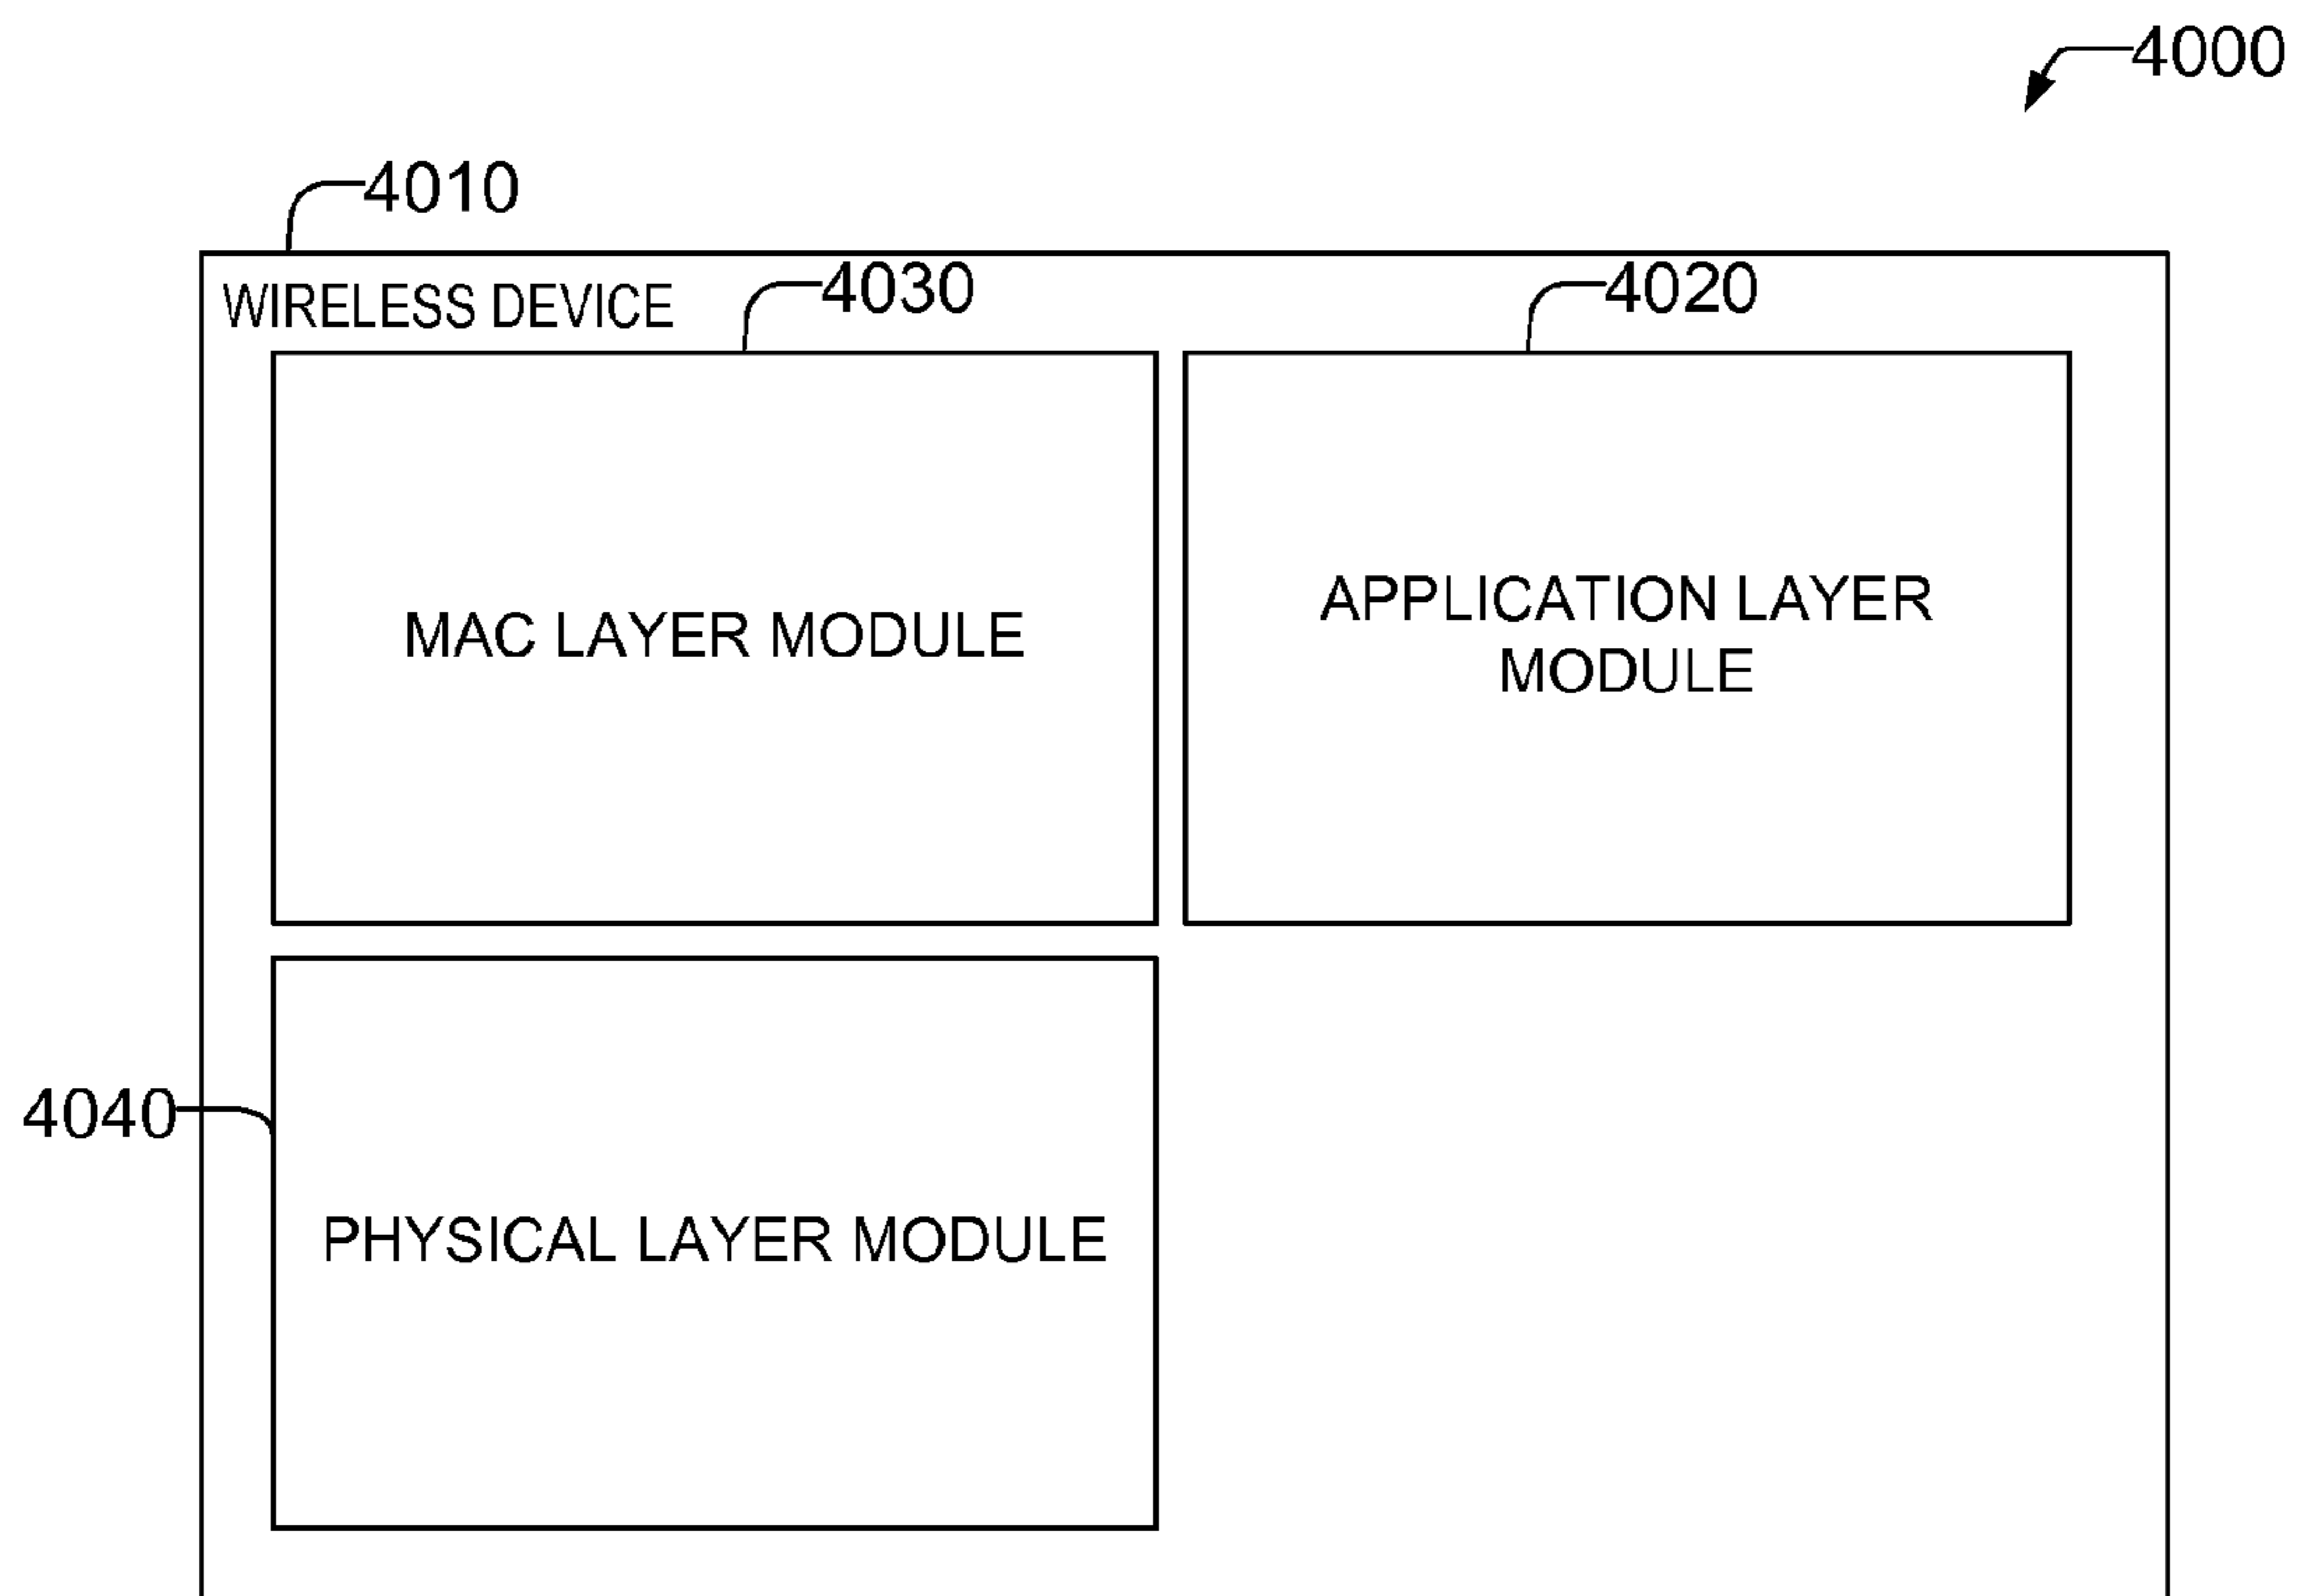 4000
4010
WIRELESS DEVICE
4030
4020
MAC LAYER MODULE
APPLICATION LAYER
MODULE
4040
PHYSICAL LAYER MODULE